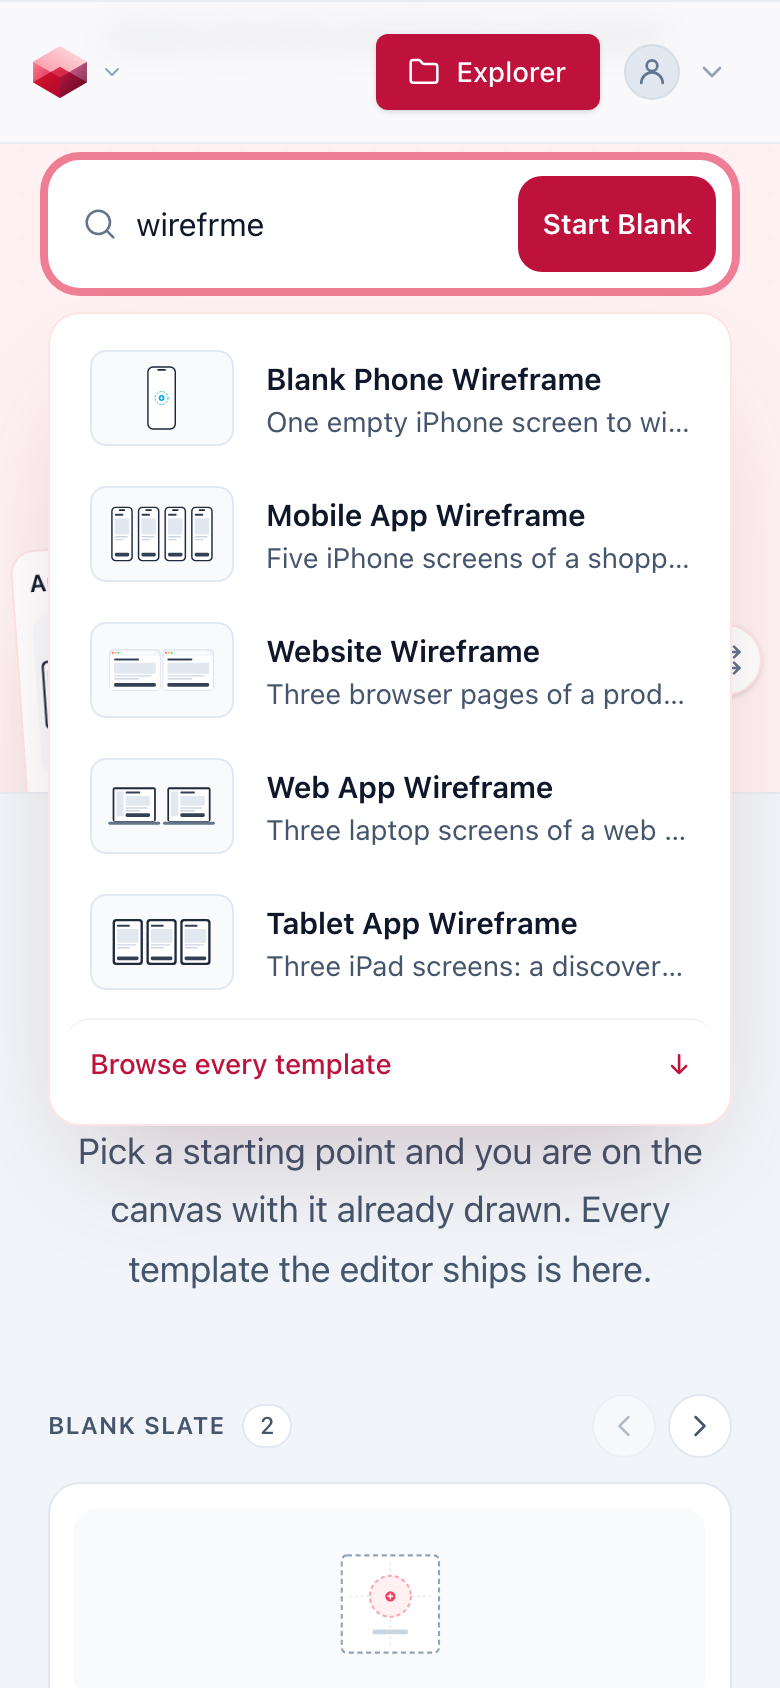 Explorer
wirefrme
Start Blank
Blank Phone Wireframe
One empty iPhone screen to wi...
Mobile App Wireframe
Five iPhone screens of a shopp...
Website Wireframe
Three browser pages of a prod...
Web App Wireframe
Three laptop screens of a web ...
Tablet App Wireframe
Three iPad screens: a discover...
Browse every template
Pick a starting point and you are on the
canvas with it already drawn. Every
template the editor ships is here.
BLANK SLATE 2